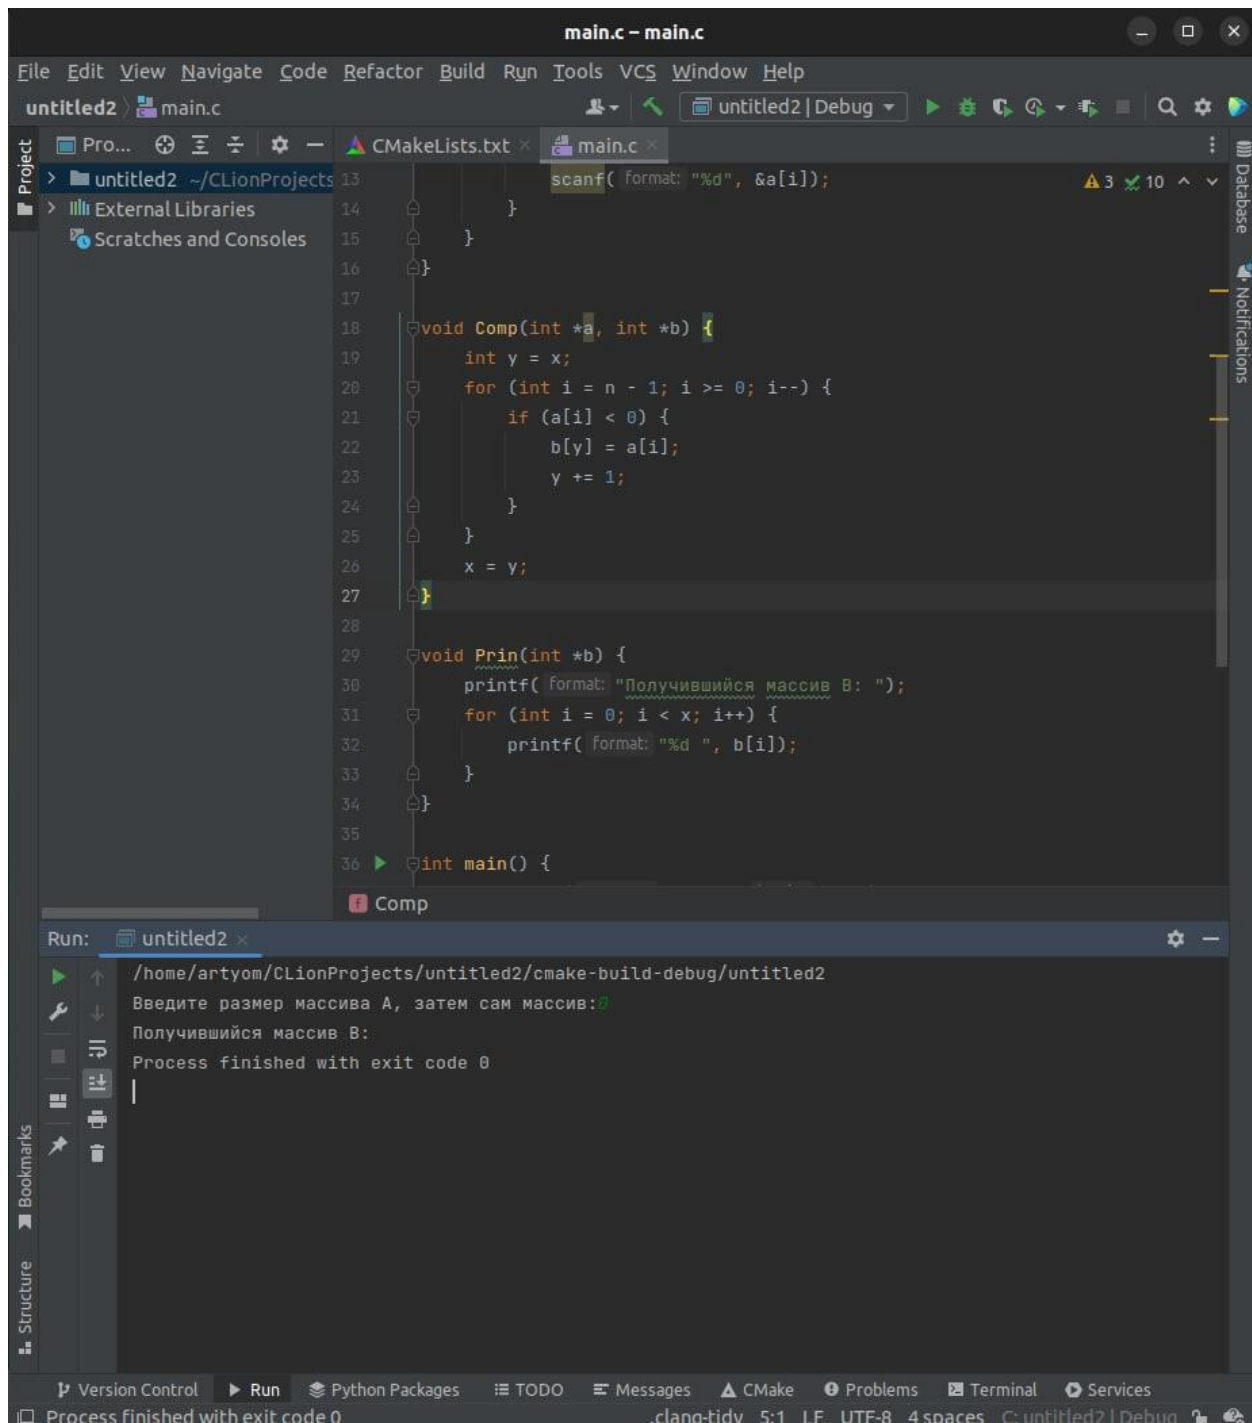 main.c – main.c
File Edit View Navigate Code Refactor Build Run Tools VCS Window Help
untitled2 main.c untitled2 | Debug
Project
Pro... CMakeLists.txt main.c
untitled2 ~/CLionProjects
External Libraries
Scratches and Consoles
13 scanf( format: "%d", &a[i]); 3 10
14 }
15 }
16 }
17
18 void Comp(int *a, int *b) {
19 int y = x;
20 for (int i = n - 1; i >= 0; i--) {
21 if (a[i] < 0) {
22 b[y] = a[i];
23 y += 1;
24 }
25 }
26 x = y;
27 }
28
29 void Prin(int *b) {
30 printf( format: "Получившийся массив B: ");
31 for (int i = 0; i < x; i++) {
32 printf( format: "%d ", b[i]);
33 }
34 }
35
36 int main() {
f Comp
Database
Notifications
Run: untitled2
/home/artyom/CLionProjects/untitled2/cmake-build-debug/untitled2
Введите размер массива A, затем сам массив:0
Получившийся массив B:
Process finished with exit code 0
Bookmarks
Structure
Version Control Run Python Packages TODO Messages CMake Problems Terminal Services
Process finished with exit code 0 .clang-tidy 5:1 LF UTF-8 4 spaces C: untitled2 | Debug